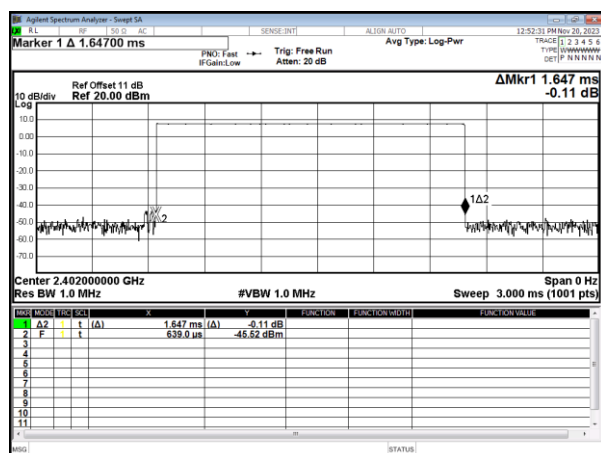 Agilent Spectrum Analyzer - Swept SA
RL RF 50 Ω AC SENSE:INT ALIGN AUTO 12:52:31 PM Nov 20, 2023
Marker 1 Δ 1.64700 ms
PNO: Fast
IFGain:Low
Trig: Free Run
Atten: 20 dB
Avg Type: Log-Pwr
TRACE 1 2 3 4 5 6
TYPE
DET P N N N N N
Ref Offset 11 dB
10 dB/div Ref 20.00 dBm
Log
ΔMkr1 1.647 ms
-0.11 dB
10.0
0.00
-10.0
-20.0
-30.0
-40.0
-50.0
-60.0
-70.0
2
1Δ2
Center 2.402000000 GHz Span 0 Hz
Res BW 1.0 MHz #VBW 1.0 MHz Sweep 3.000 ms (1001 pts)
MKR MODE TRC SCL X Y FUNCTION FUNCTION WIDTH FUNCTION VALUE
1 Δ2 1 t (Δ) 1.647 ms (Δ) -0.11 dB
2 F 1 t 639.0 µs -45.52 dBm
3
4
5
6
7
8
9
10
11
MSG STATUS